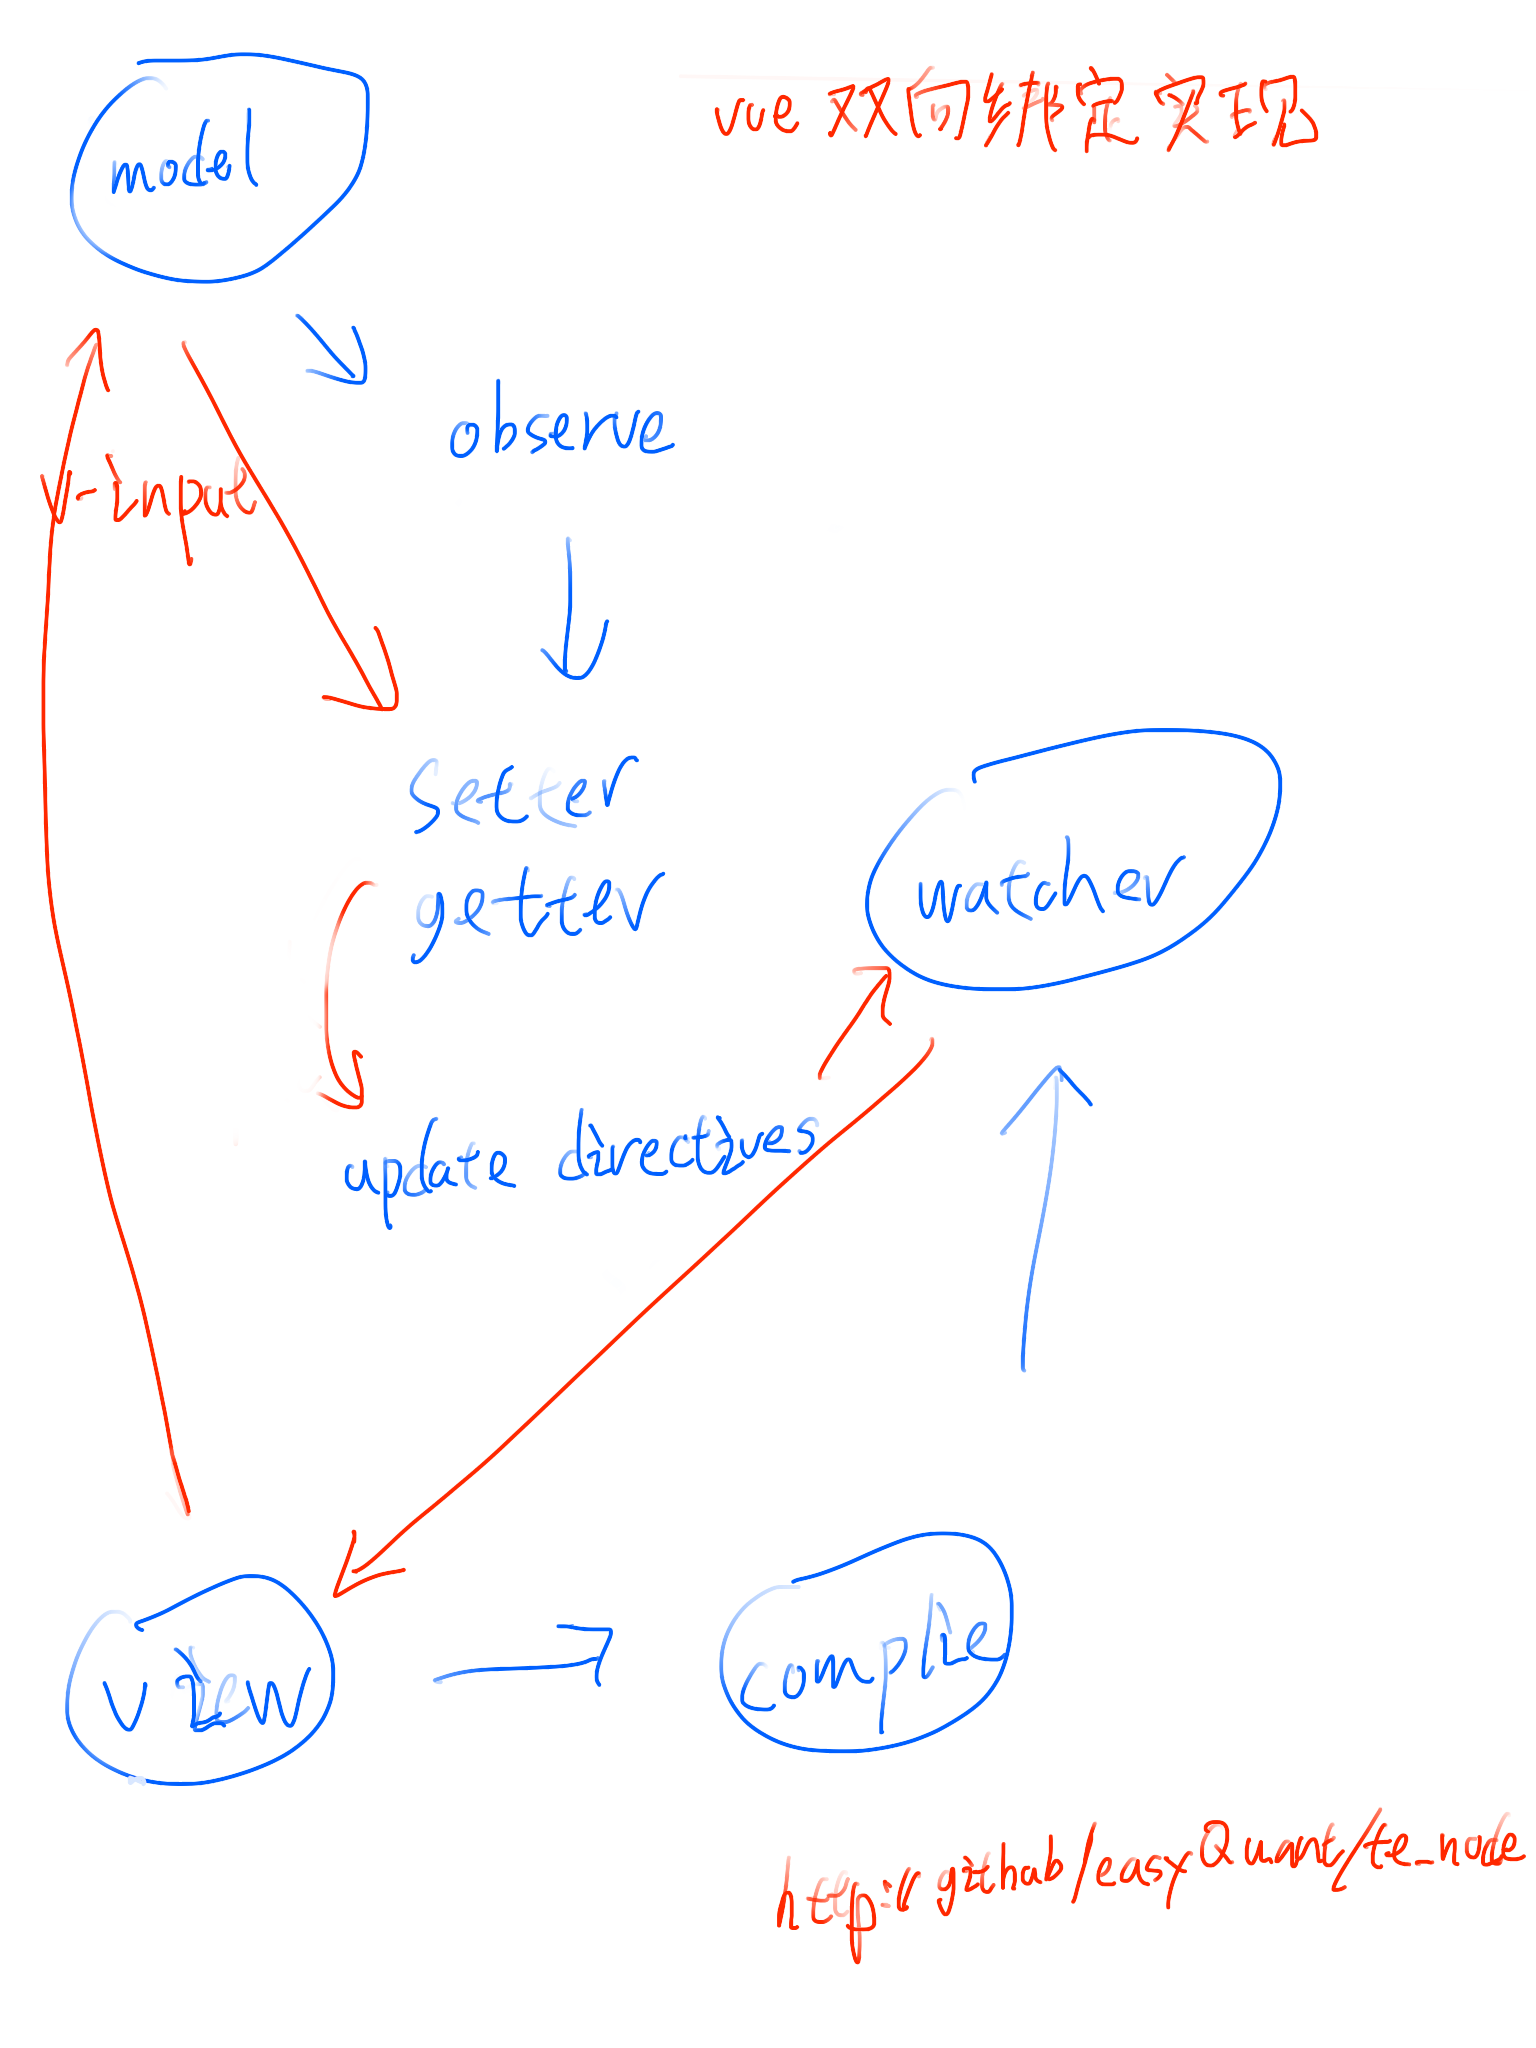 vue 双向绑定实现
model
observe
v-input
setter
getter
watcher
update directives
view
complie
http://github/easyQuant/te_node